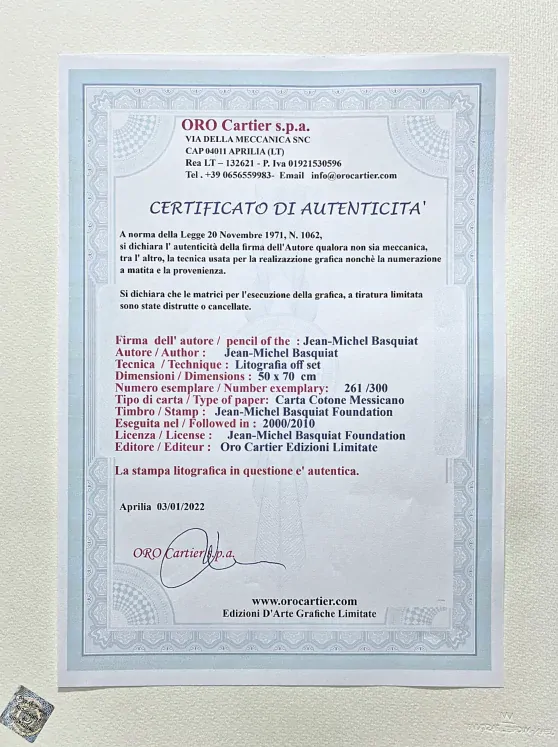 ORO Cartier s.p.a.
VIA DELLA MECCANICA SNC
CAP 04011 APRILIA (LT)
Rea LT – 132621 - P. Iva 01921530596
Tel . +39 0656559983- Email info@orocartier.com
CERTIFICATO DI AUTENTICITA'
A norma della Legge 20 Novembre 1971, N. 1062,
si dichiara l' autenticità della firma dell'Autore qualora non sia meccanica,
tra l' altro, la tecnica usata per la realizazzione grafica nonchè la numerazione
a matita e la provenienza.
Si dichiara che le matrici per l'esecuzione della grafica, a tiratura limitata
sono state distrutte o cancellate.
Firma dell' autore / pencil of the : Jean-Michel Basquiat
Autore / Author : Jean-Michel Basquiat
Tecnica / Technique : Litografia off set
Dimensioni / Dimensions : 50 x 70 cm
Numero esemplare / Number exemplary: 261 /300
Tipo di carta / Type of paper: Carta Cotone Messicano
Timbro / Stamp : Jean-Michel Basquiat Foundation
Eseguita nel / Followed in : 2000/2010
Licenza / License : Jean-Michel Basquiat Foundation
Editore / Editeur : Oro Cartier Edizioni Limitate
La stampa litografica in questione e' autentica.
Aprilia 03/01/2022
ORO Cartier s.p.a.
www.orocartier.com
Edizioni D'Arte Grafiche Limitate